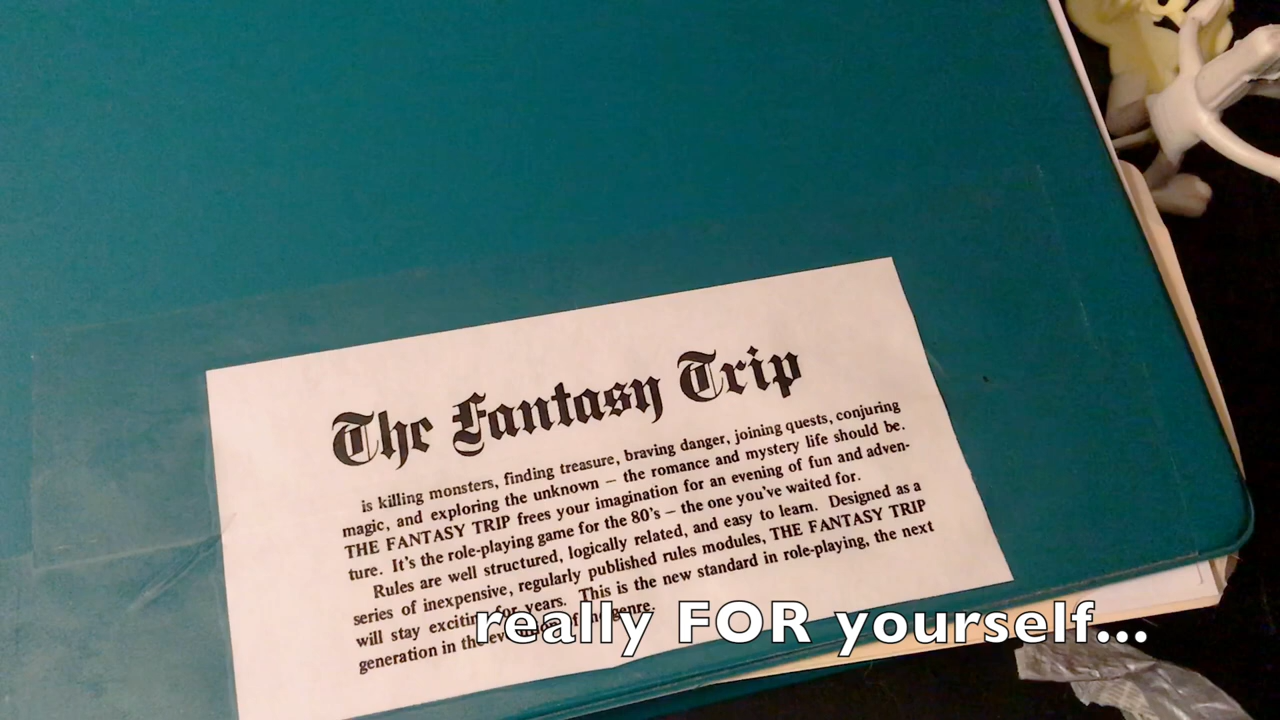 The Fantasy Trip
is killing monsters, finding treasure, braving danger, joining quests, conjuring
magic, and exploring the unknown – the romance and mystery life should be.
THE FANTASY TRIP frees your imagination for an evening of fun and adven-
ture. It's the role-playing game for the 80's – the one you've waited for.
Rules are well structured, logically related, and easy to learn. Designed as a
series of inexpensive, regularly published rules modules, THE FANTASY TRIP
will stay exciting for years. This is the new standard in role-playing, the next
generation in the genre.
really FOR yourself...